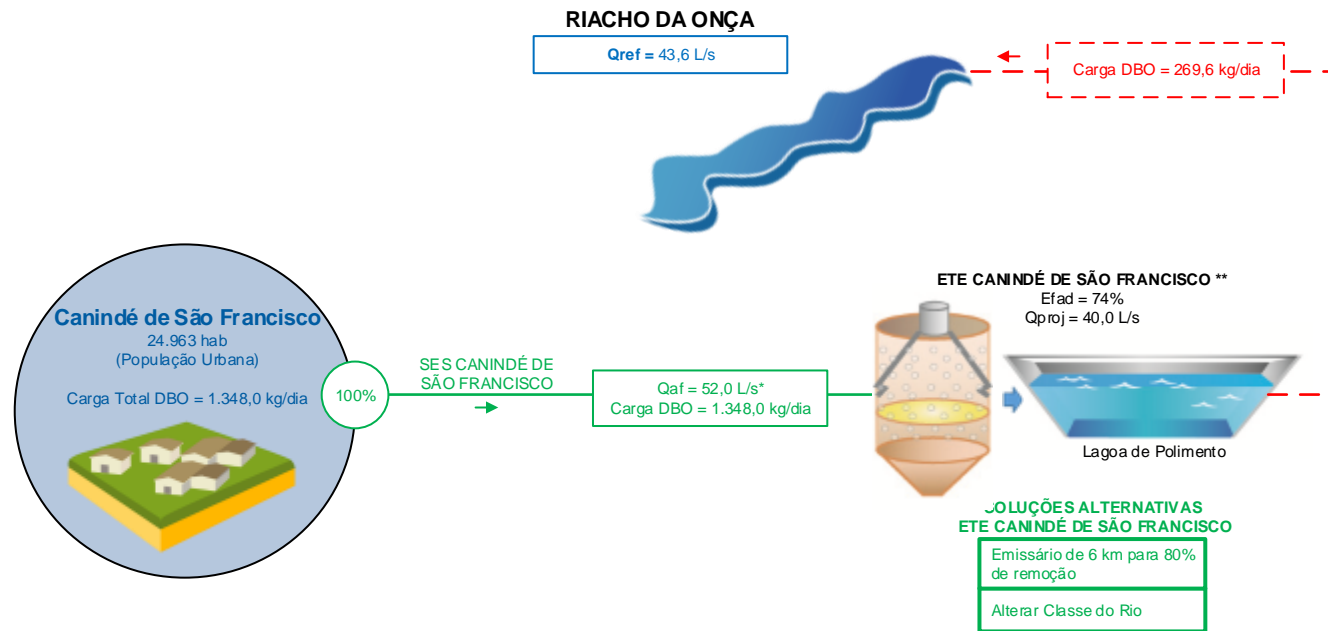 RIACHO DA ONÇA
Qref = 43,6 L/s
Carga DBO = 269,6 kg/dia
Canindé de São Francisco
24.963 hab
(População Urbana)
Carga Total DBO = 1.348,0 kg/dia
100%
SES CANINDÉ DE
SÃO FRANCISCO
Qaf = 52,0 L/s*
Carga DBO = 1.348,0 kg/dia
ETE CANINDÉ DE SÃO FRANCISCO **
Efad = 74%
Qproj = 40,0 L/s
Lagoa de Polimento
SOLUÇÕES ALTERNATIVAS
ETE CANINDÉ DE SÃO FRANCISCO
Emissário de 6 km para 80%
de remoção
Alterar Classe do Rio